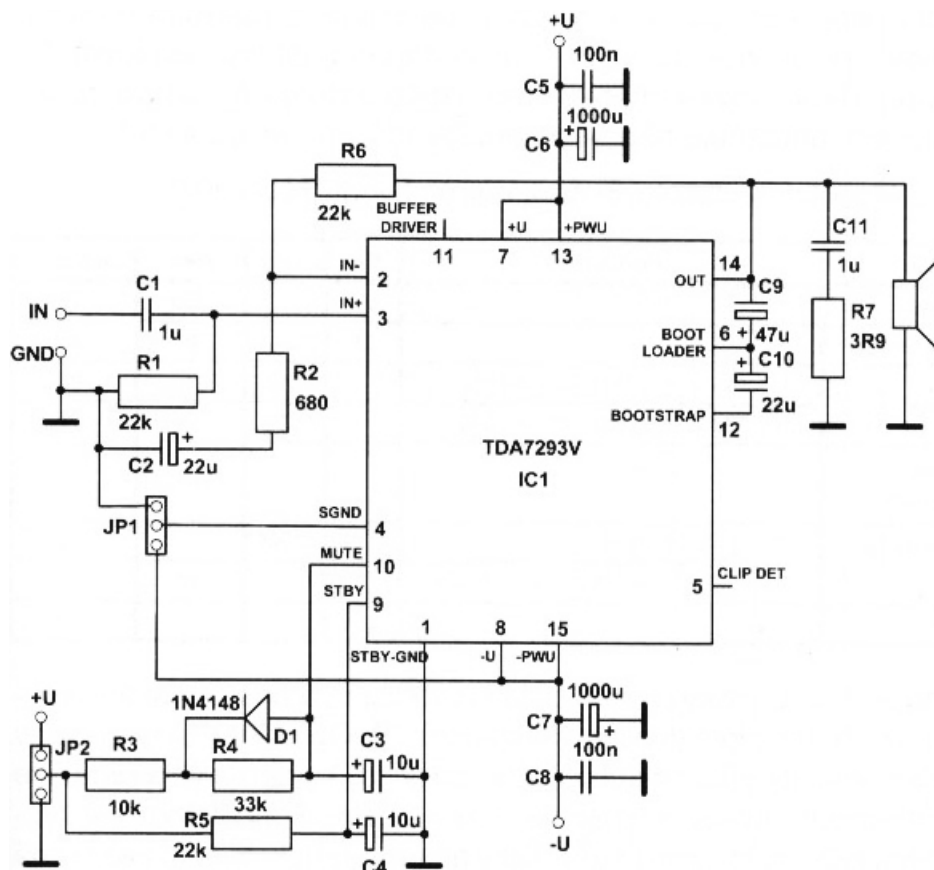 +U
100n
C5
1000u
+
C6
R6
22k
BUFFER
DRIVER
11
+U
7
+PWU
13
C11
1u
IN-
2
IN+
3
C1
1u
IN
GND
R1
22k
R2
680
C2
+
22u
OUT
14
C9
+
47u
BOOT
LOADER
6
+
C10
22u
BOOTSTRAP
12
R7
3R9
TDA7293V
IC1
JP1
SGND
4
MUTE
10
STBY
9
CLIP DET
5
1
STBY-GND
8
-U
15
-PWU
+U
JP2
1N4148
D1
R3
10k
R4
33k
C3
+
10u
R5
22k
+
10u
C4
1000u
C7
+
100n
C8
-U